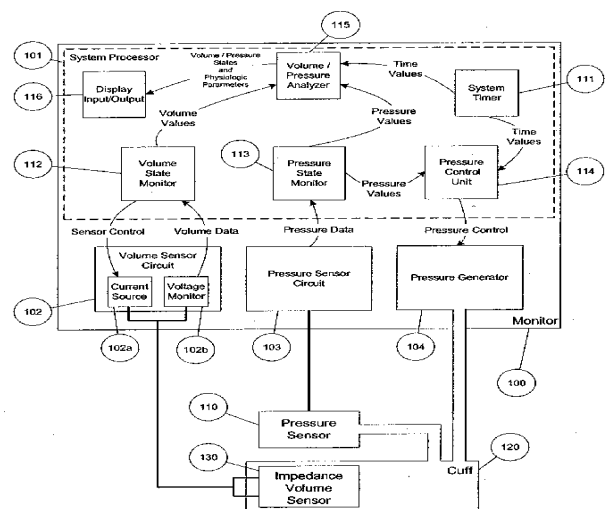 115
101
System Processor
Volume / Pressure
States
and
Physiologic
Parameters
Volume /
Pressure
Analyzer
Time
Values
System
Timer
111
116
Display
Input/Output
Volume
Values
Pressure
Values
Time
Values
112
Volume
State
Monitor
113
Pressure
State
Monitor
Pressure
Values
Pressure
Control
Unit
114
Sensor Control
Volume Data
Pressure Data
Pressure Control
Volume Sensor
Circuit
Current
Source
Voltage
Monitor
Pressure Sensor
Circuit
Pressure Generator
102
102a
102b
103
104
Monitor
100
110
Pressure
Sensor
130
Impedance
Volume
Sensor
Cuff
120